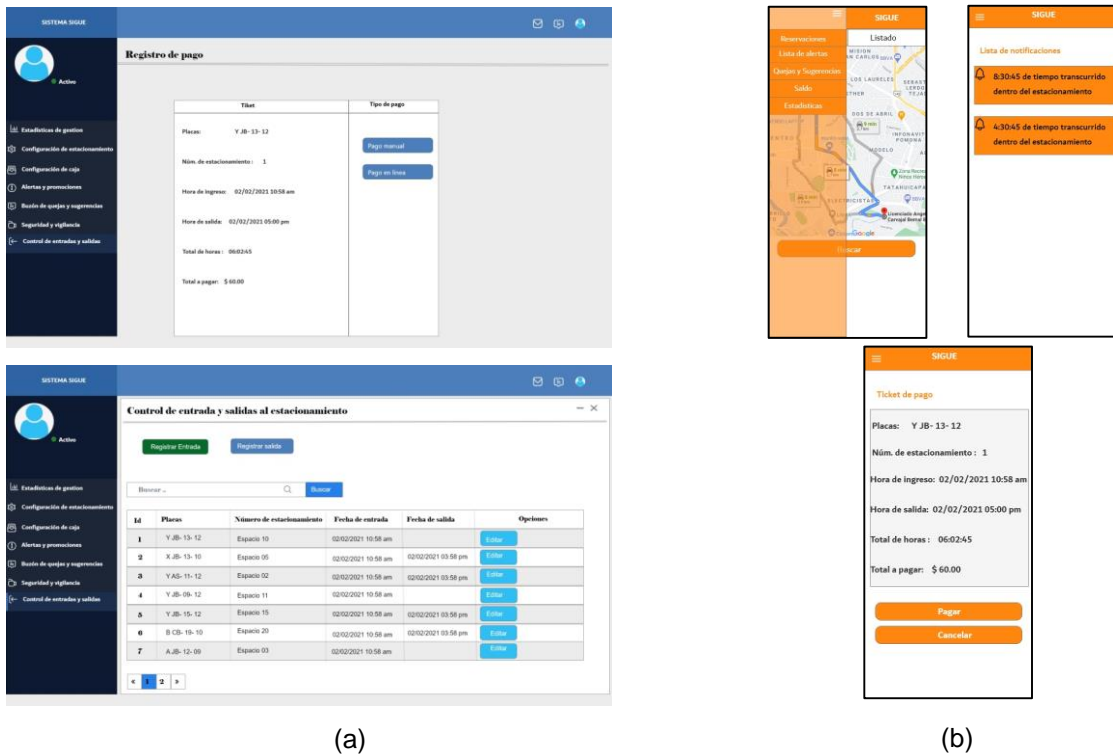 SISTEMA SIGUE
Activo
Estadísticas de gestion
Configuración de estacionamiento
Configuración de caja
Alertas y promociones
Buzón de quejas y sugerencias
Seguridad y vigilancia
Control de entradas y salidas
Registro de pago
Tiket
Tipo de pago
Placas: Y JB- 13- 12
Núm. de estacionamiento : 1
Hora de ingreso: 02/02/2021 10:58 am
Hora de salida: 02/02/2021 05:00 pm
Total de horas : 06:02:45
Total a pagar: $ 60.00
Pago manual
Pago en linea
SIGUE
Reservaciones
Listado
Lista de alertas
Quejas y Sugerencias
Saldo
Estadísticas
LOS LAURELES
DOS DE ABRIL
Buscar
SIGUE
Lista de notificaciones
8:30:45 de tiempo transcurrido
dentro del estacionamiento
4:30:45 de tiempo transcurrido
dentro del estacionamiento
SISTEMA SIGUE
Activo
Estadísticas de gestion
Configuración de estacionamiento
Configuración de caja
Alertas y promociones
Buzón de quejas y sugerencias
Seguridad y vigilancia
Control de entradas y salidas
Control de entrada y salidas al estacionamiento
Registrar Entrada
Registrar salida
Buscar ..
Buscar
Id Placas Número de estacionamiento Fecha de entrada Fecha de salida Opciones
1 Y JB- 13- 12 Espacio 10 02/02/2021 10:58 am Editar
2 X JB- 13- 10 Espacio 05 02/02/2021 10:58 am 02/02/2021 03:58 pm Editar
3 Y AS- 11- 12 Espacio 02 02/02/2021 10:58 am 02/02/2021 03:58 pm Editar
4 Y JB- 09- 12 Espacio 11 02/02/2021 10:58 am Editar
5 Y JB- 15- 12 Espacio 15 02/02/2021 10:58 am 02/02/2021 03:58 pm Editar
6 B CB- 19- 10 Espacio 20 02/02/2021 10:58 am 02/02/2021 03:58 pm Editar
7 A JB- 12- 09 Espacio 03 02/02/2021 10:58 am Editar
« 1 2 »
SIGUE
Ticket de pago
Placas: Y JB- 13- 12
Núm. de estacionamiento : 1
Hora de ingreso: 02/02/2021 10:58 am
Hora de salida: 02/02/2021 05:00 pm
Total de horas : 06:02:45
Total a pagar: $ 60.00
Pagar
Cancelar
(a)
(b)